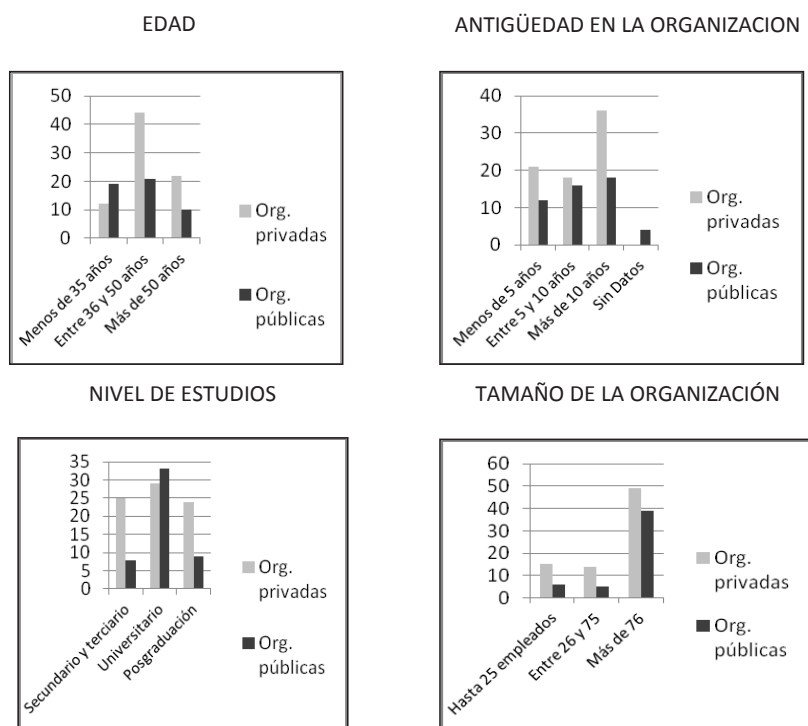 EDAD
50
40
30
20
10
0
Menos de 35 años
Entre 36 y 50 años
Más de 50 años
Org.
privadas
Org.
públicas
ANTIGÜEDAD EN LA ORGANIZACION
40
30
20
10
0
Menos de 5 años
Entre 5 y 10 años
Más de 10 años
Sin Datos
Org.
privadas
Org.
públicas
NIVEL DE ESTUDIOS
35
30
25
20
15
10
5
0
Secundario y terciario
Universitario
Posgraduación
Org.
privadas
Org.
públicas
TAMAÑO DE LA ORGANIZACIÓN
60
50
40
30
20
10
0
Hasta 25 empleados
Entre 26 y 75
Más de 76
Org.
privadas
Org.
públicas